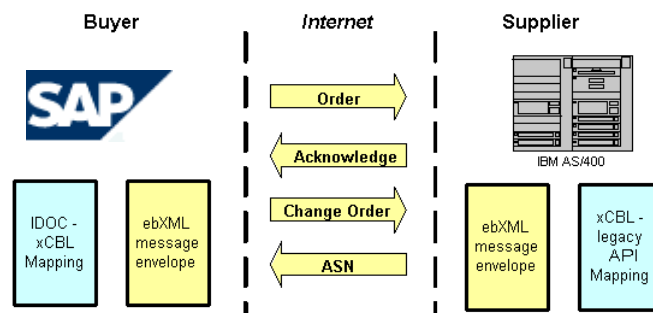 Buyer
Internet
Supplier
SAP
Order
Acknowledge
Change Order
ASN
IBM AS/400
IDOC -
xCBL
Mapping
ebXML
message
envelope
ebXML
message
envelope
xCBL -
legacy
API
Mapping